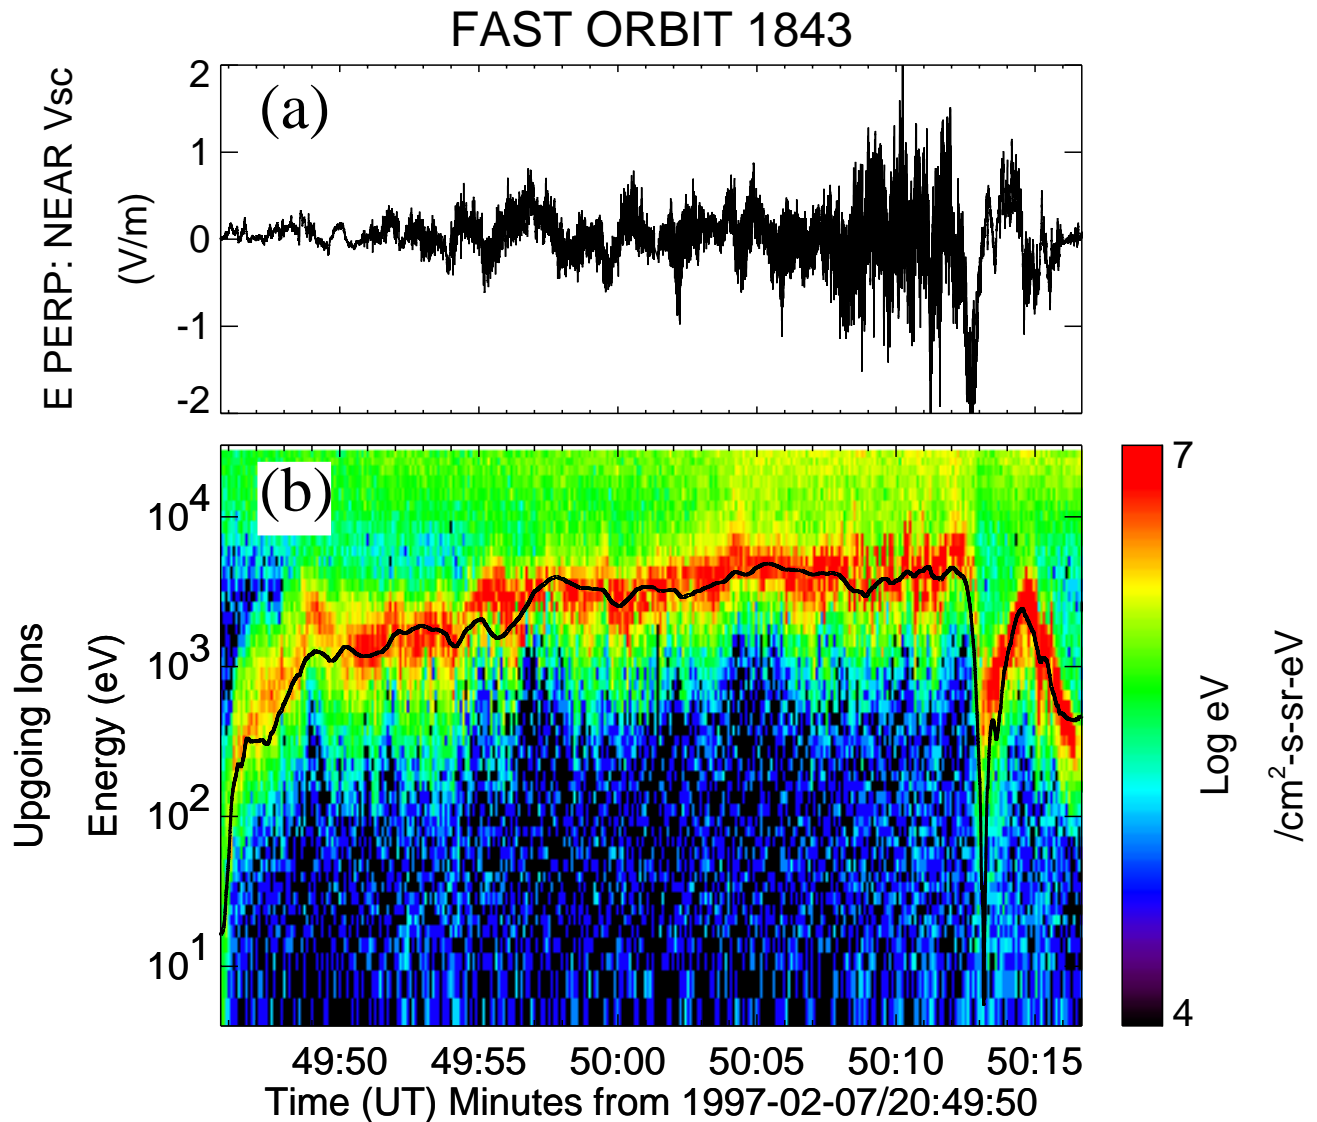 FAST ORBIT 1843
E PERP: NEAR Vsc
(V/m)
2
1
0
-1
-2
(a)
Upgoing Ions
Energy (eV)
10^4
10^3
10^2
10^1
(b)
7
4
Log eV
/cm^2-s-sr-eV
49:50 49:55 50:00 50:05 50:10 50:15
Time (UT) Minutes from 1997-02-07/20:49:50